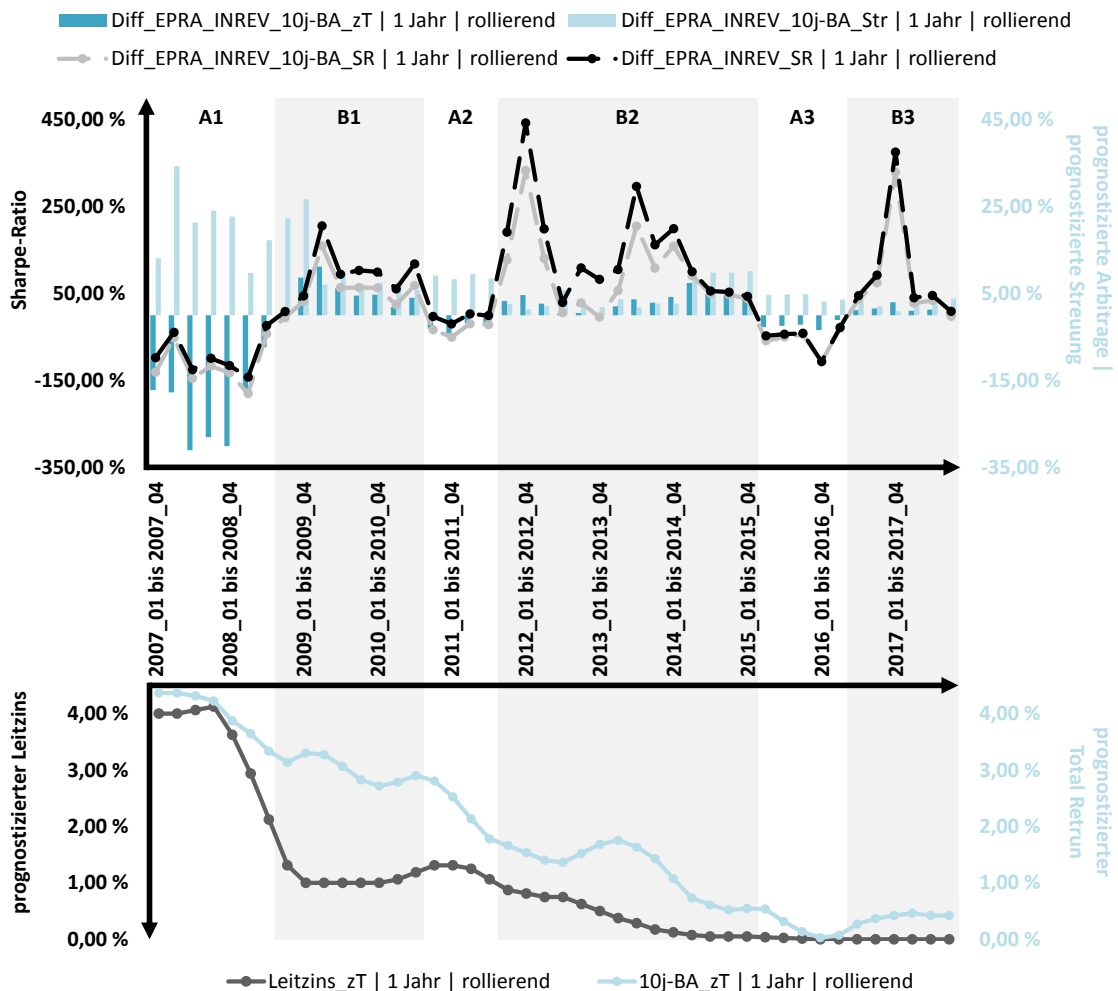 Diff_EPRA_INREV_10j-BA_zT | 1 Jahr | rollierend
Diff_EPRA_INREV_10j-BA_Str | 1 Jahr | rollierend
Diff_EPRA_INREV_10j-BA_SR | 1 Jahr | rollierend
Diff_EPRA_INREV_SR | 1 Jahr | rollierend
A1
B1
A2
B2
A3
B3
450,00 %
250,00 %
50,00 %
-150,00 %
-350,00 %
Sharpe-Ratio
45,00 %
25,00 %
5,00 %
-15,00 %
-35,00 %
prognostizierte Arbitrage |
prognostizierte Streuung
2007_01 bis 2007_04
2008_01 bis 2008_04
2009_01 bis 2009_04
2010_01 bis 2010_04
2011_01 bis 2011_04
2012_01 bis 2012_04
2013_01 bis 2013_04
2014_01 bis 2014_04
2015_01 bis 2015_04
2016_01 bis 2016_04
2017_01 bis 2017_04
prognostizierter Leitzins
4,00 %
3,00 %
2,00 %
1,00 %
0,00 %
4,00 %
3,00 %
2,00 %
1,00 %
0,00 %
prognostizierter
Total Retrun
Leitzins_zT | 1 Jahr | rollierend
10j-BA_zT | 1 Jahr | rollierend